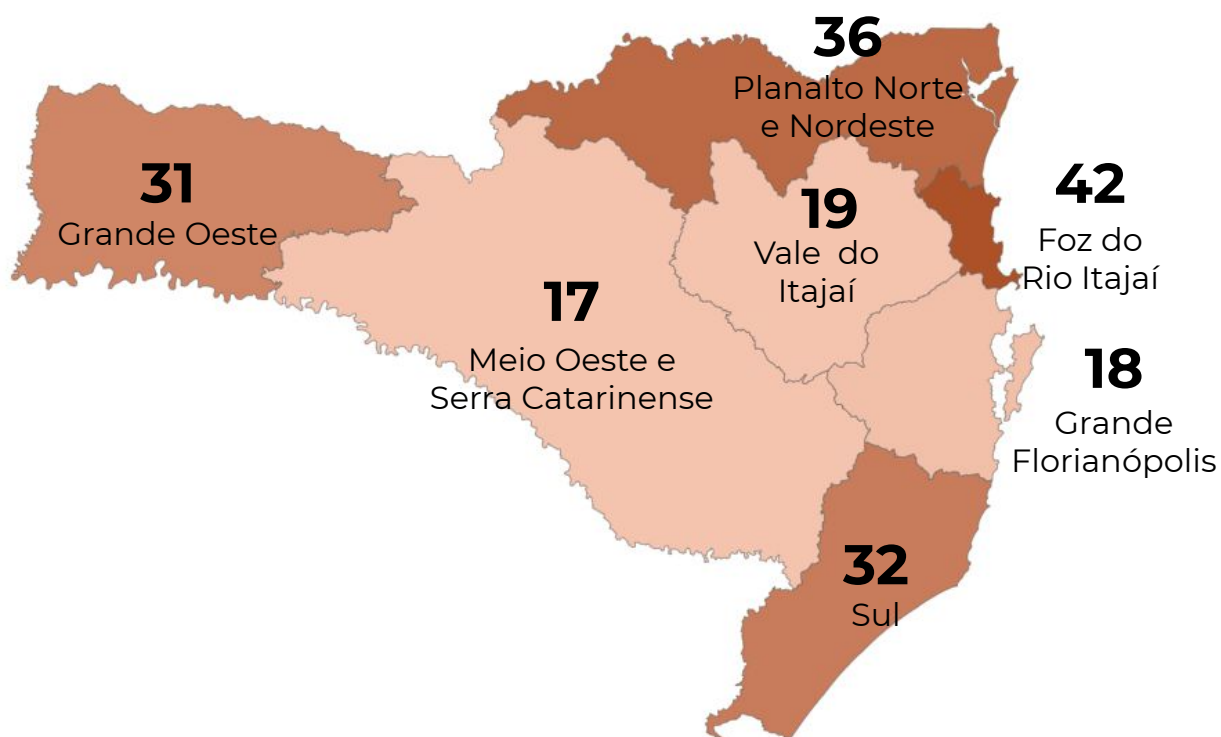 36
Planalto Norte
e Nordeste
31
Grande Oeste
42
Foz do
Rio Itajaí
19
Vale do
Itajaí
17
Meio Oeste e
Serra Catarinense
18
Grande
Florianópolis
32
Sul